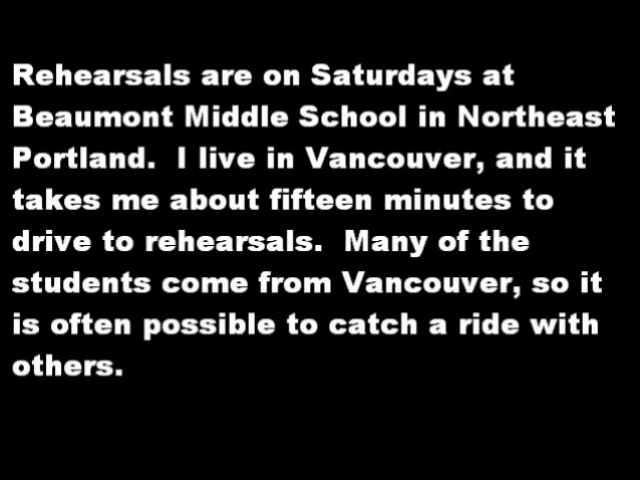 Rehearsals are on Saturdays at
Beaumont Middle School in Northeast
Portland.  I live in Vancouver, and it
takes me about fifteen minutes to
drive to rehearsals.  Many of the
students come from Vancouver, so it
is often possible to catch a ride with
others.